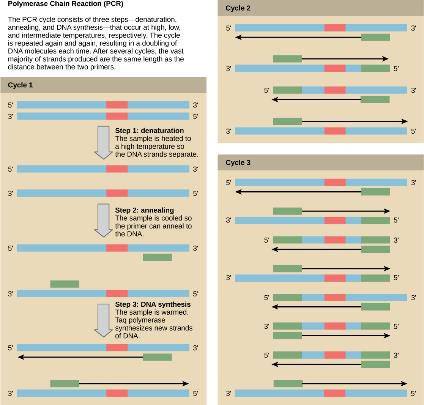 Polymerase Chain Reaction (PCR)
The PCR cycle consists of three steps—denaturation,
annealing, and DNA synthesis—that occur at high, low,
and intermediate temperatures, respectively. The cycle
is repeated again and again, resulting in a doubling of
DNA molecules each time. After several cycles, the vast
majority of strands produced are the same length as the
distance between the two primers.
Cycle 1
5' 3'
3' 5'
Step 1: denaturation
The sample is heated to
a high temperature so
the DNA strands separate.
5' 3'
3' 5'
Step 2: annealing
The sample is cooled so
the primer can anneal to
the DNA.
5' 3'
3' 5'
Step 3: DNA synthesis
The sample is warmed.
Taq polymerase
synthesizes new strands
of DNA.
5' 3'
3' 5'
Cycle 2
5' 3'
3' 5'
5' 3'
3' 5'
Cycle 3
5' 3'
3' 5'
5' 3'
3' 5'
5' 3'
3' 5'
5' 3'
3' 5'